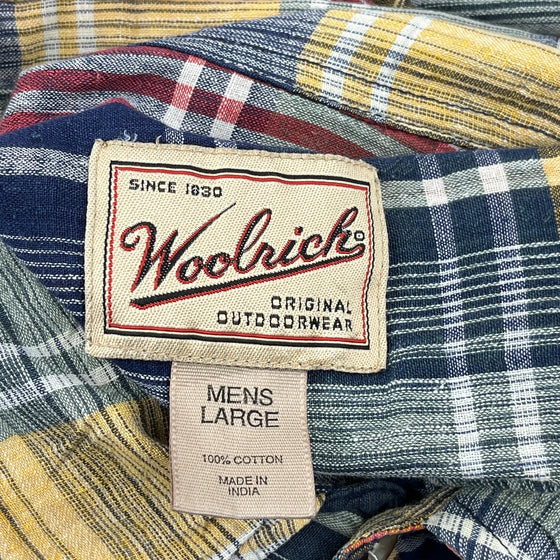 SINCE 1830
Woolrich®
ORIGINAL
OUTDOORWEAR
MENS
LARGE
100% COTTON
MADE IN
INDIA